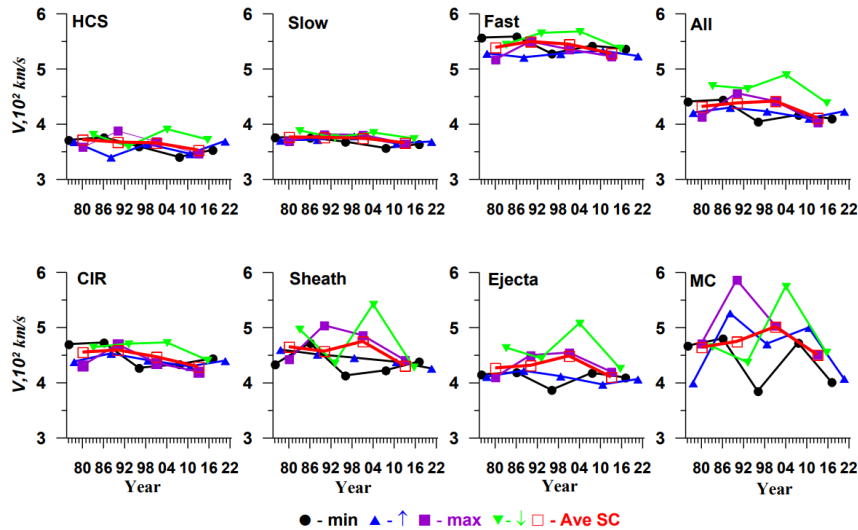 HCS Slow Fast All
6 6 6 6
5 5 5 5
V,10² km/s
4 4 4 4
3 3 3 3
80 86 92 98 04 10 16 22 80 86 92 98 04 10 16 22 80 86 92 98 04 10 16 22 80 86 92 98 04 10 16 22
CIR Sheath Ejecta MC
6 6 6 6
5 5 5 5
V,10² km/s
4 4 4 4
3 3 3 3
80 86 92 98 04 10 16 22 80 86 92 98 04 10 16 22 80 86 92 98 04 10 16 22 80 86 92 98 04 10 16 22
Year Year Year Year
● - min ▲ - ↑ ■ - max ▼ - ↓ □ - Ave SC